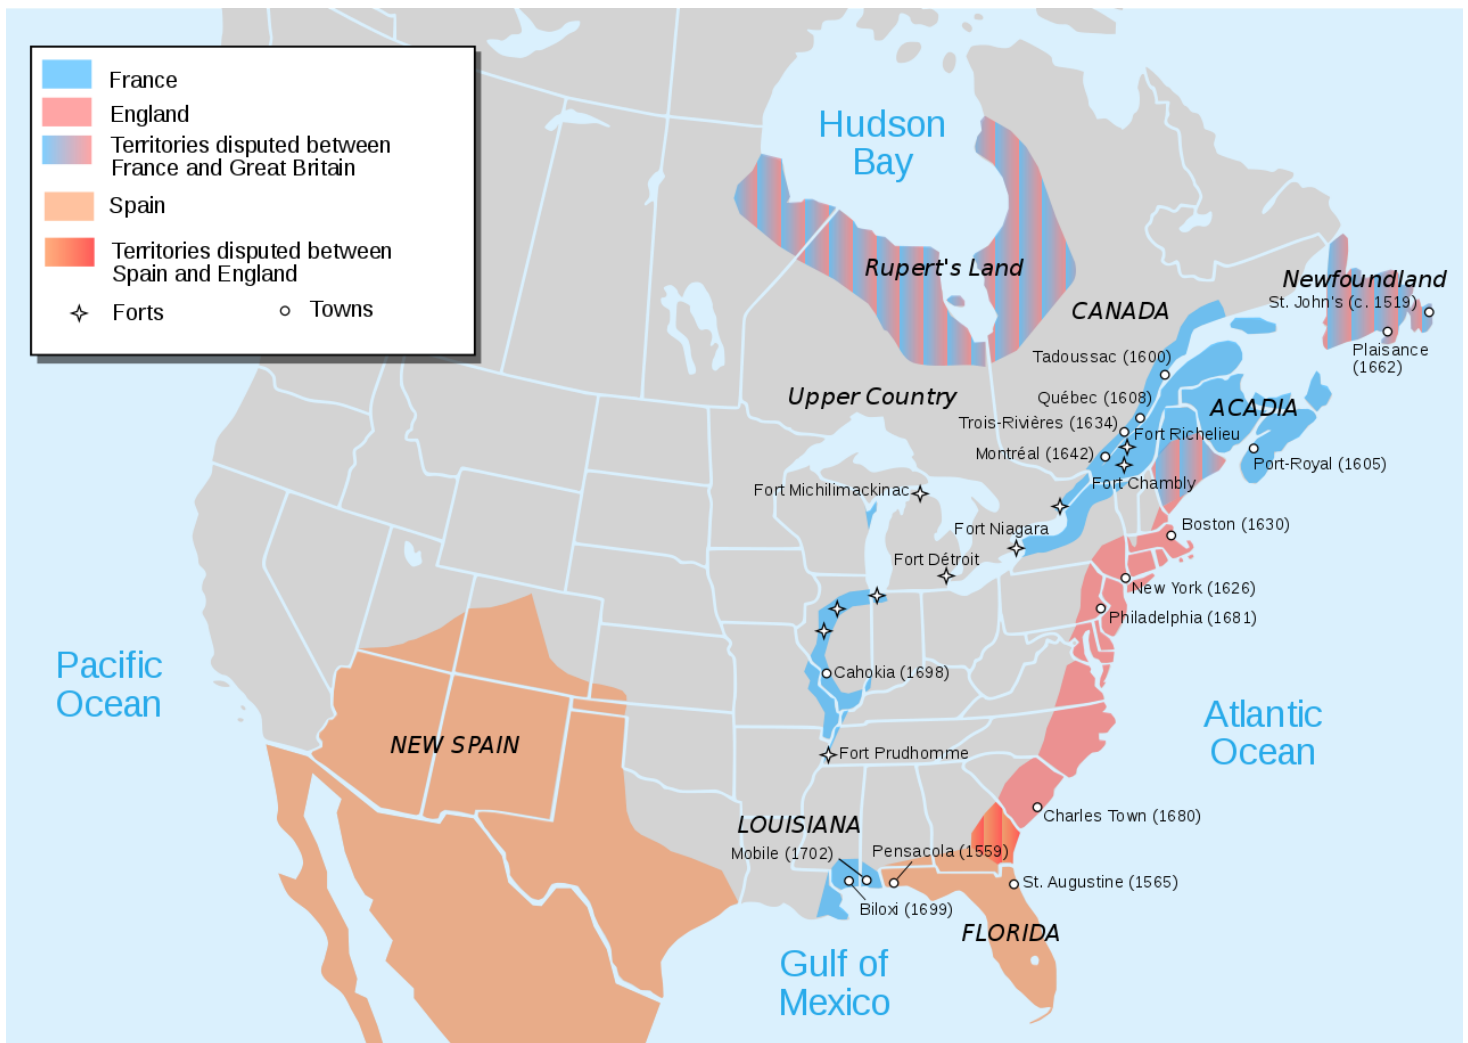 France
England
Territories disputed between
France and Great Britain
Spain
Territories disputed between
Spain and England
Forts
Towns
Hudson
Bay
Rupert's Land
Newfoundland
St. John's (c. 1519)
Plaisance
(1662)
CANADA
Tadoussac (1600)
Upper Country
Québec (1608)
ACADIA
Trois-Rivières (1634)
Fort Richelieu
Montréal (1642)
Port-Royal (1605)
Fort Chambly
Fort Michilimackinac
Fort Niagara
Boston (1630)
Fort Détroit
New York (1626)
Philadelphia (1681)
Pacific
Ocean
Cahokia (1698)
Atlantic
Ocean
NEW SPAIN
Fort Prudhomme
Charles Town (1680)
LOUISIANA
Mobile (1702)
Pensacola (1559)
St. Augustine (1565)
Biloxi (1699)
FLORIDA
Gulf of
Mexico